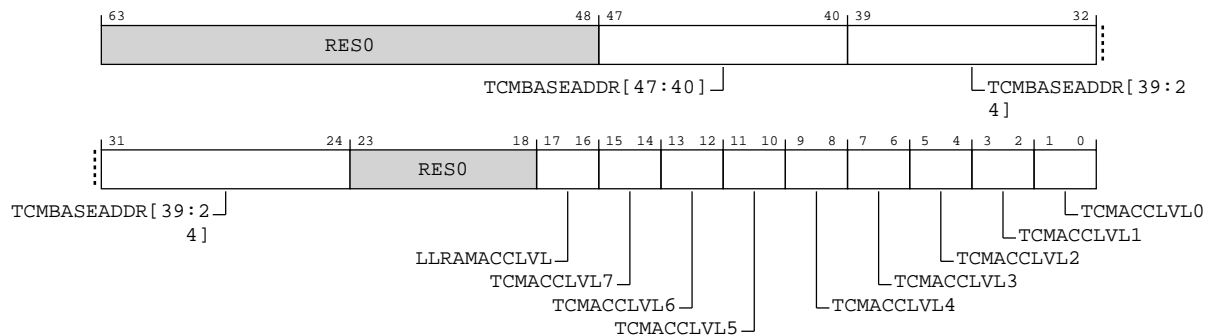 63 48 47 40 39 32
RES0
TCMBASEADDR[47:40]
TCMBASEADDR[39:2
4]
31 24 23 18 17 16 15 14 13 12 11 10 9 8 7 6 5 4 3 2 1 0
RES0
TCMBASEADDR[39:2
4]
TCMACCLVL0
TCMACCLVL1
LLRAMACCLVL
TCMACCLVL2
TCMACCLVL7
TCMACCLVL3
TCMACCLVL6
TCMACCLVL4
TCMACCLVL5